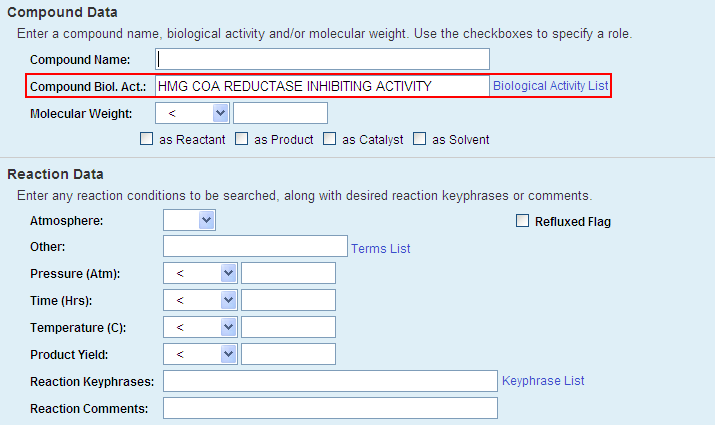 Compound Data
Enter a compound name, biological activity and/or molecular weight. Use the checkboxes to specify a role.
Compound Name:
Compound Biol. Act.: HMG COA REDUCTASE INHIBITING ACTIVITY Biological Activity List
Molecular Weight: <
as Reactant as Product as Catalyst as Solvent
Reaction Data
Enter any reaction conditions to be searched, along with desired reaction keyphrases or comments.
Atmosphere: Refluxed Flag
Other: Terms List
Pressure (Atm): <
Time (Hrs): <
Temperature (C): <
Product Yield: <
Reaction Keyphrases: Keyphrase List
Reaction Comments: